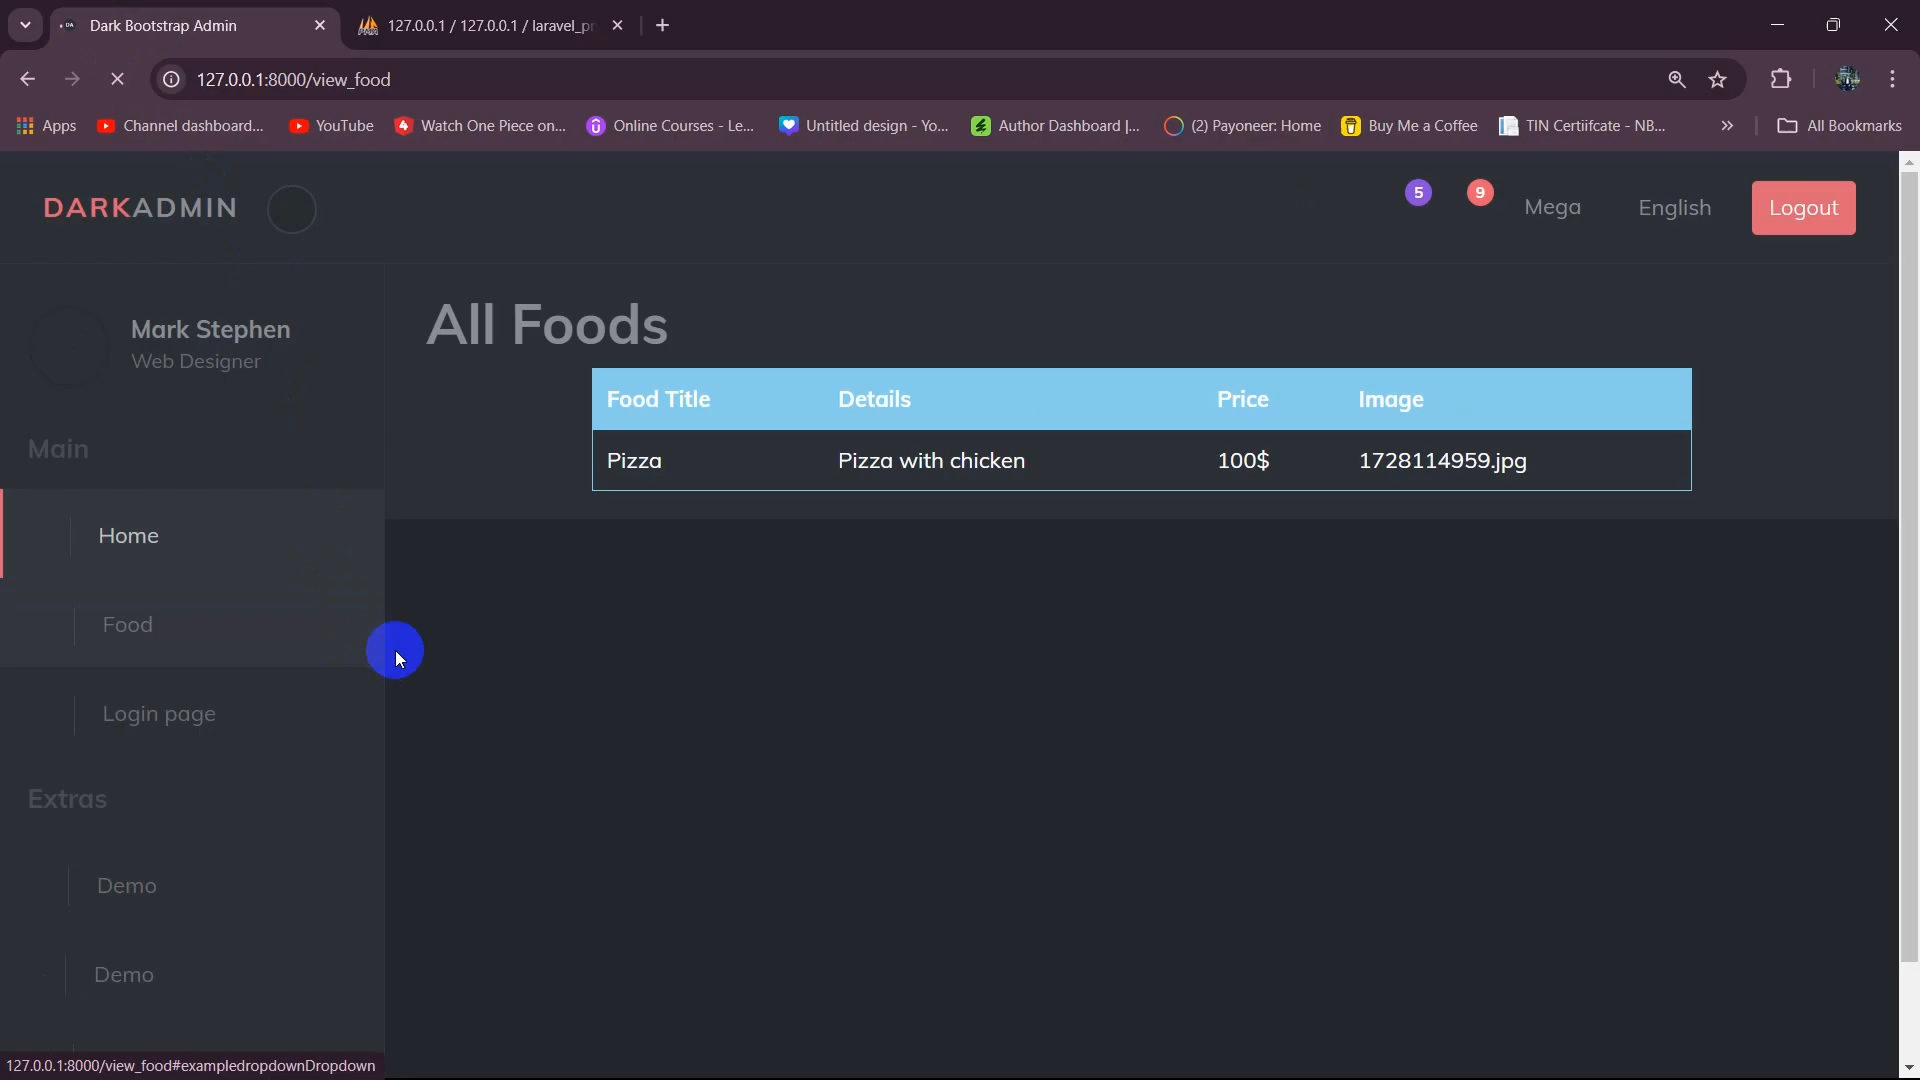 Dark Bootstrap Admin
127.0.0.1 / 127.0.0.1 / laravel_pr
127.0.0.1:8000/view_food
Apps
Channel dashboard...
YouTube
Watch One Piece on...
Online Courses - Le...
Untitled design - Yo...
Author Dashboard |...
(2) Payoneer: Home
Buy Me a Coffee
TIN Certiifcate - NB...
All Bookmarks
DARKADMIN
5
9
Mega
English
Logout
Mark Stephen
Web Designer
All Foods
Food Title Details Price Image
Pizza Pizza with chicken 100$ 1728114959.jpg
Main
Home
Food
Login page
Extras
Demo
Demo
127.0.0.1:8000/view_food#exampledropdownDropdown